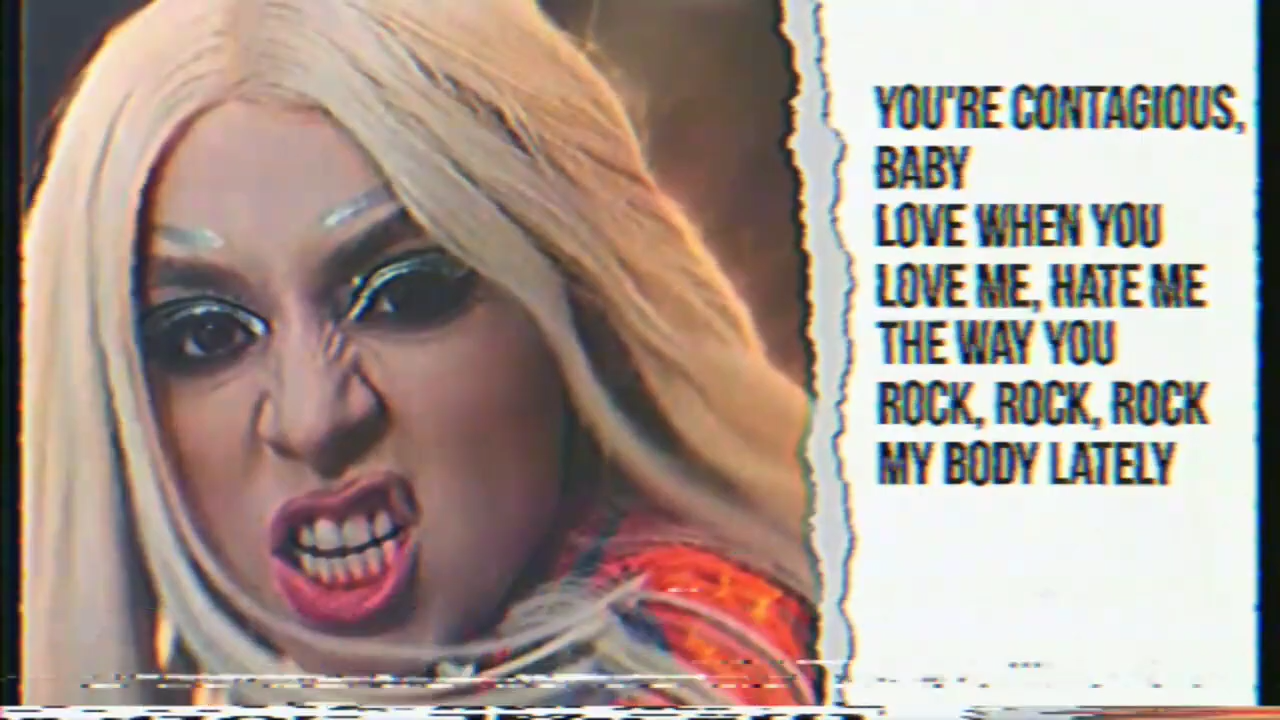 YOU'RE CONTAGIOUS,
BABY
LOVE WHEN YOU
LOVE ME, HATE ME
THE WAY YOU
ROCK, ROCK, ROCK
MY BODY LATELY